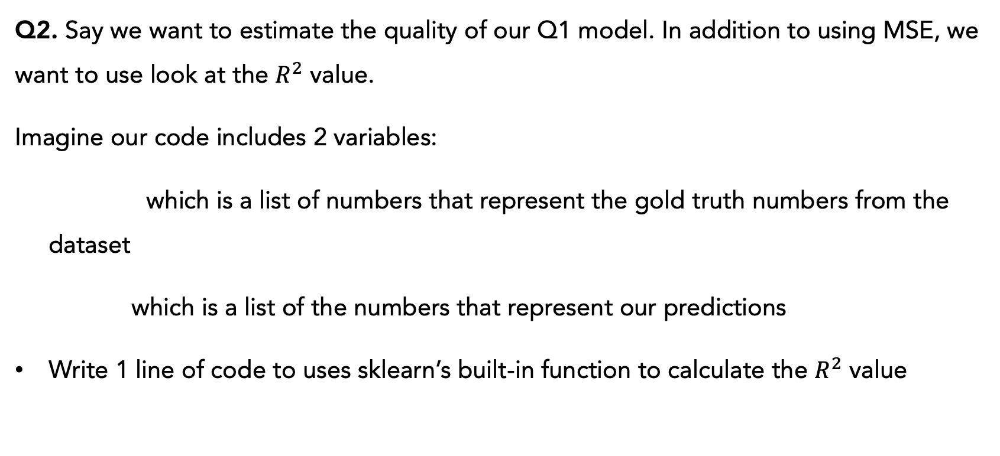 Q2. Say we want to estimate the quality of our Q1 model. In addition to using MSE, we
want to use look at the R² value.
Imagine our code includes 2 variables:
which is a list of numbers that represent the gold truth numbers from the
dataset
which is a list of the numbers that represent our predictions
• Write 1 line of code to uses sklearn’s built-in function to calculate the R² value